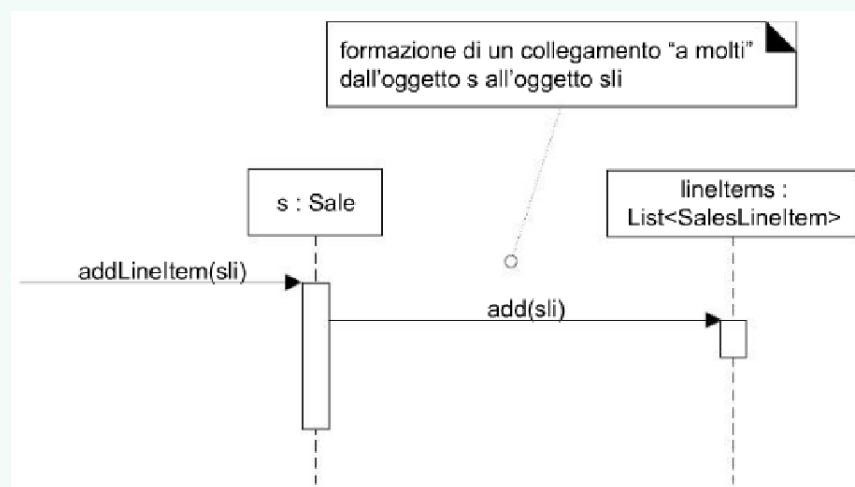 formazione di un collegamento “a molti”
dall’oggetto s all’oggetto sli
s : Sale
lineItems :
List<SalesLineItem>
addLineItem(sli)
add(sli)